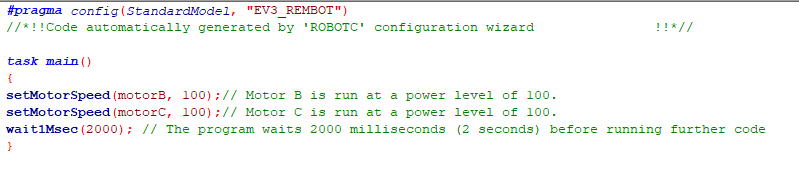 #pragma config(StandardModel, "EV3_REMBOT")
//*!!Code automatically generated by 'ROBOTC' configuration wizard               !!*//
task main()
{
setMotorSpeed(motorB, 100);// Motor B is run at a power level of 100.
setMotorSpeed(motorC, 100);// Motor C is run at a power level of 100.
wait1Msec(2000); // The program waits 2000 milliseconds (2 seconds) before running further code
}